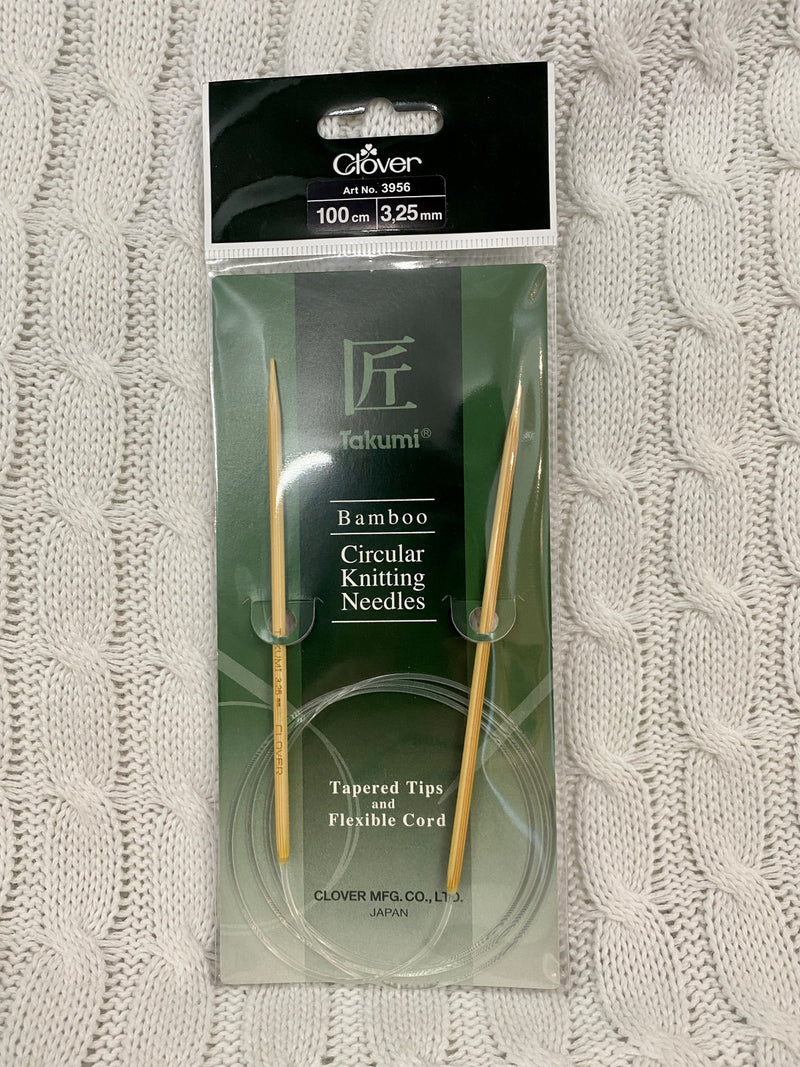 Clover
Art No. 3956
100 cm 3,25 mm
匠
Takumi®
Bamboo
Circular
Knitting
Needles
TAKUMI 3.25 mm CLOVER
Tapered Tips
and
Flexible Cord
CLOVER MFG. CO., LTD.
JAPAN